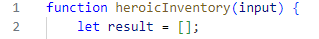 1 function heroicInventory(input) {
2     let result = [];